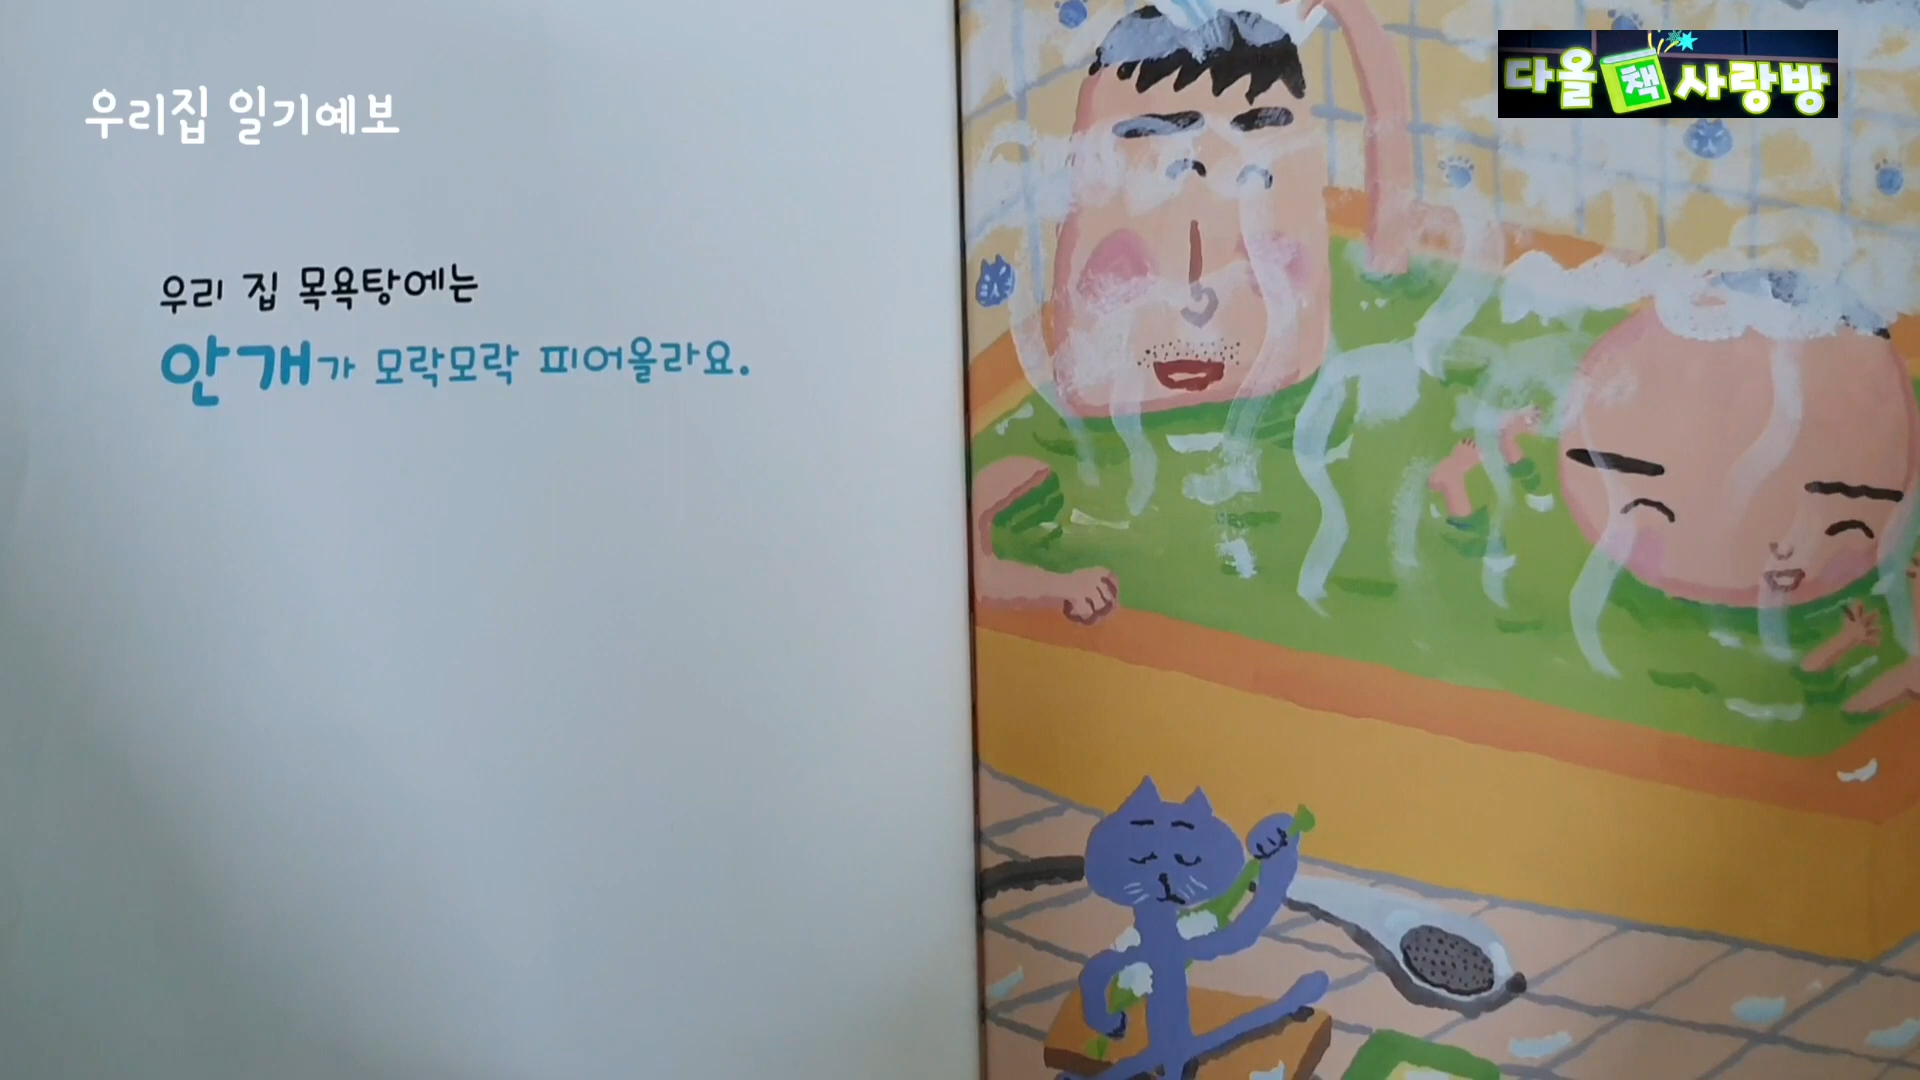 우리집 일기예보
다올 책 사랑방
우리 집 목욕탕에는
안개가 모락모락 피어올라요.